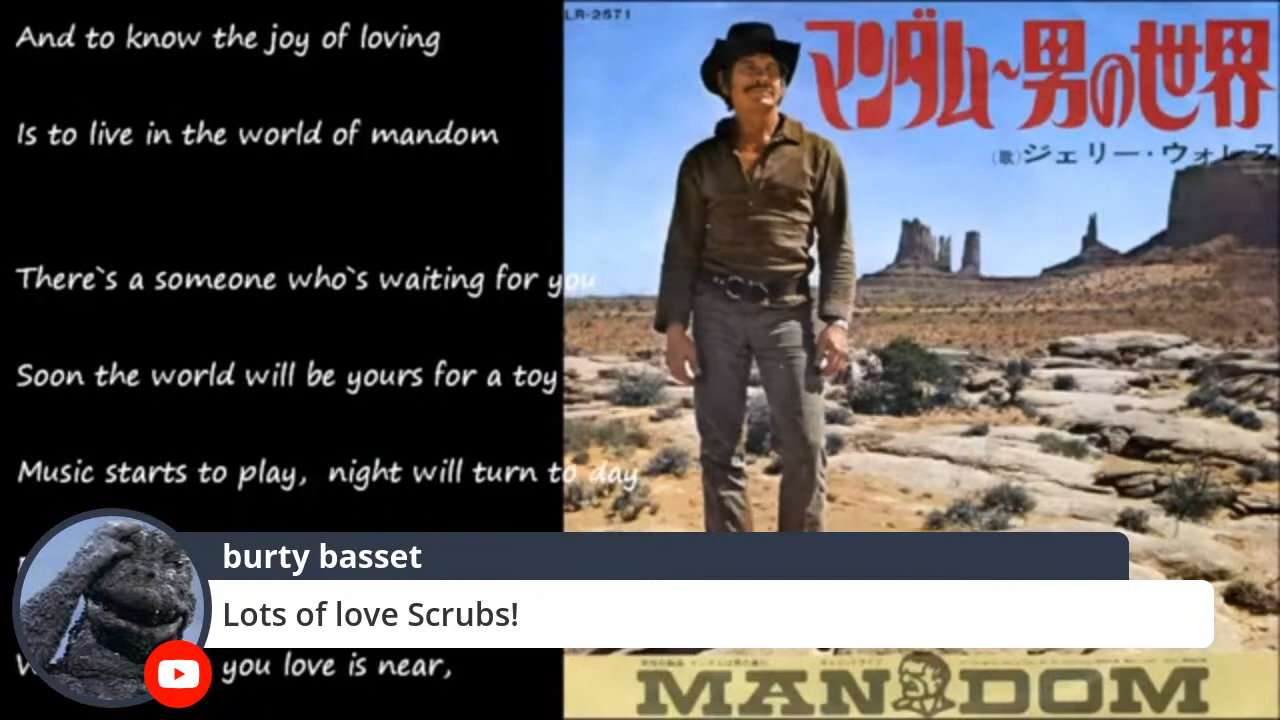 And to know the joy of loving
Is to live in the world of mandom
There`s a someone who`s waiting for you
Soon the world will be yours for a toy
Music starts to play, night will turn to day
you love is near,
LR-2571
マンダム~男の世界
(歌)ジェリー・ウォレス
MANDOM
burty basset
Lots of love Scrubs!